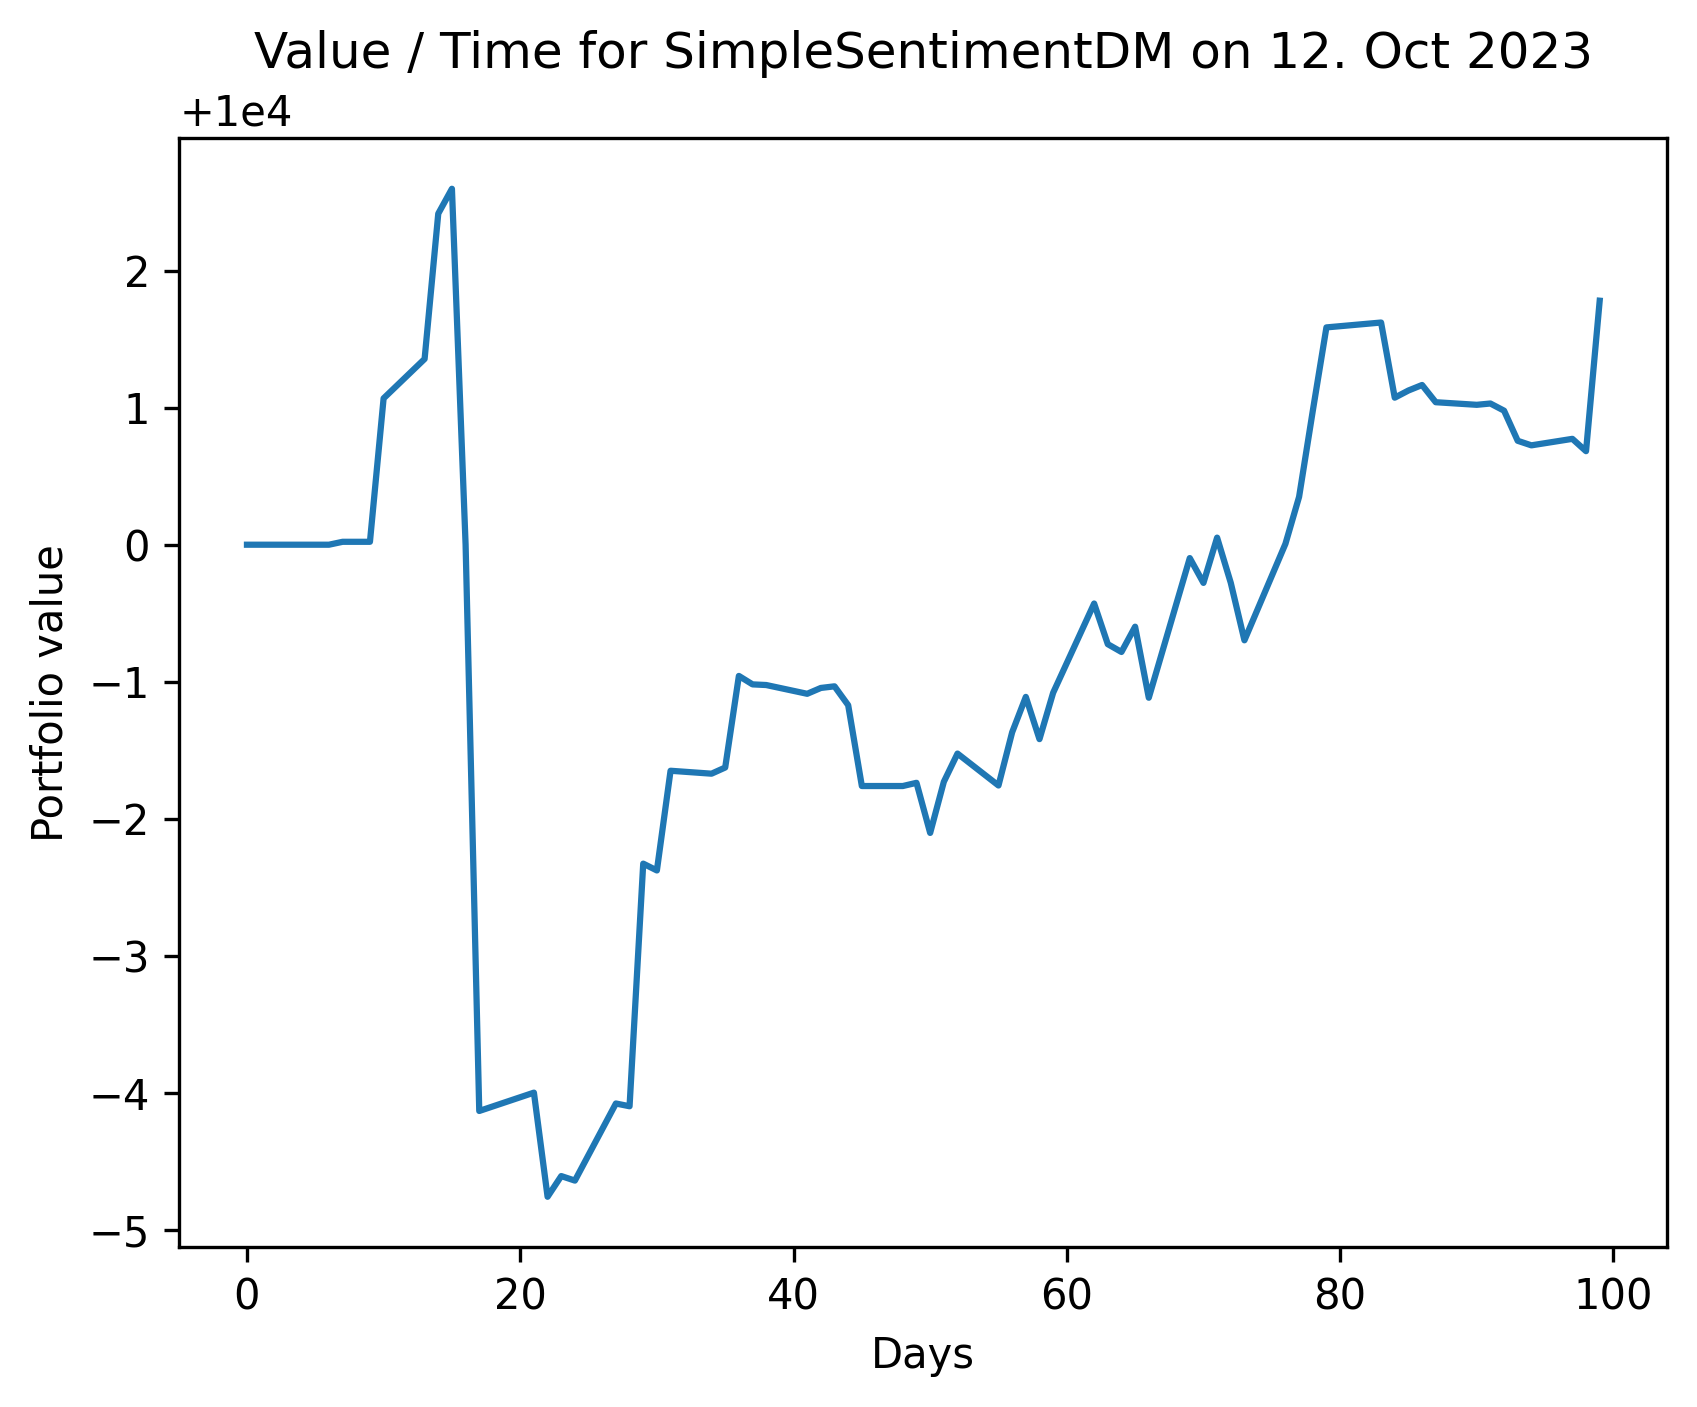 Value / Time for SimpleSentimentDM on 12. Oct 2023
+1e4
2
1
0
−1
−2
−3
−4
−5
Portfolio value
0 20 40 60 80 100
Days